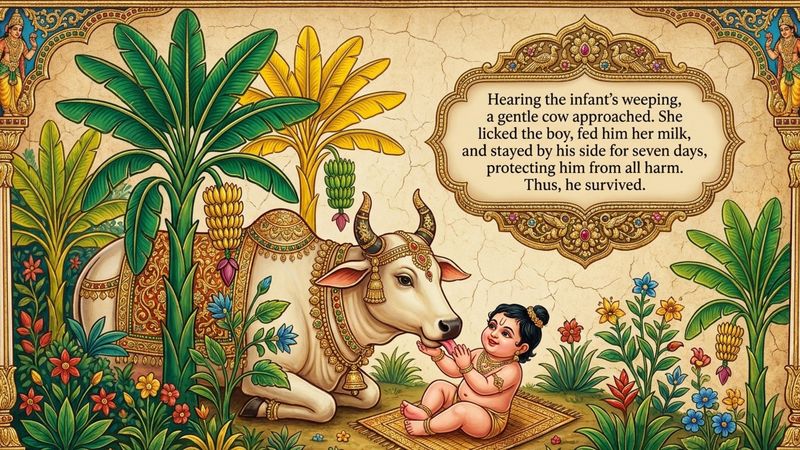 Hearing the infant's weeping,
a gentle cow approached. She
licked the boy, fed him her milk,
and stayed by his side for seven days,
protecting him from all harm.
Thus, he survived.